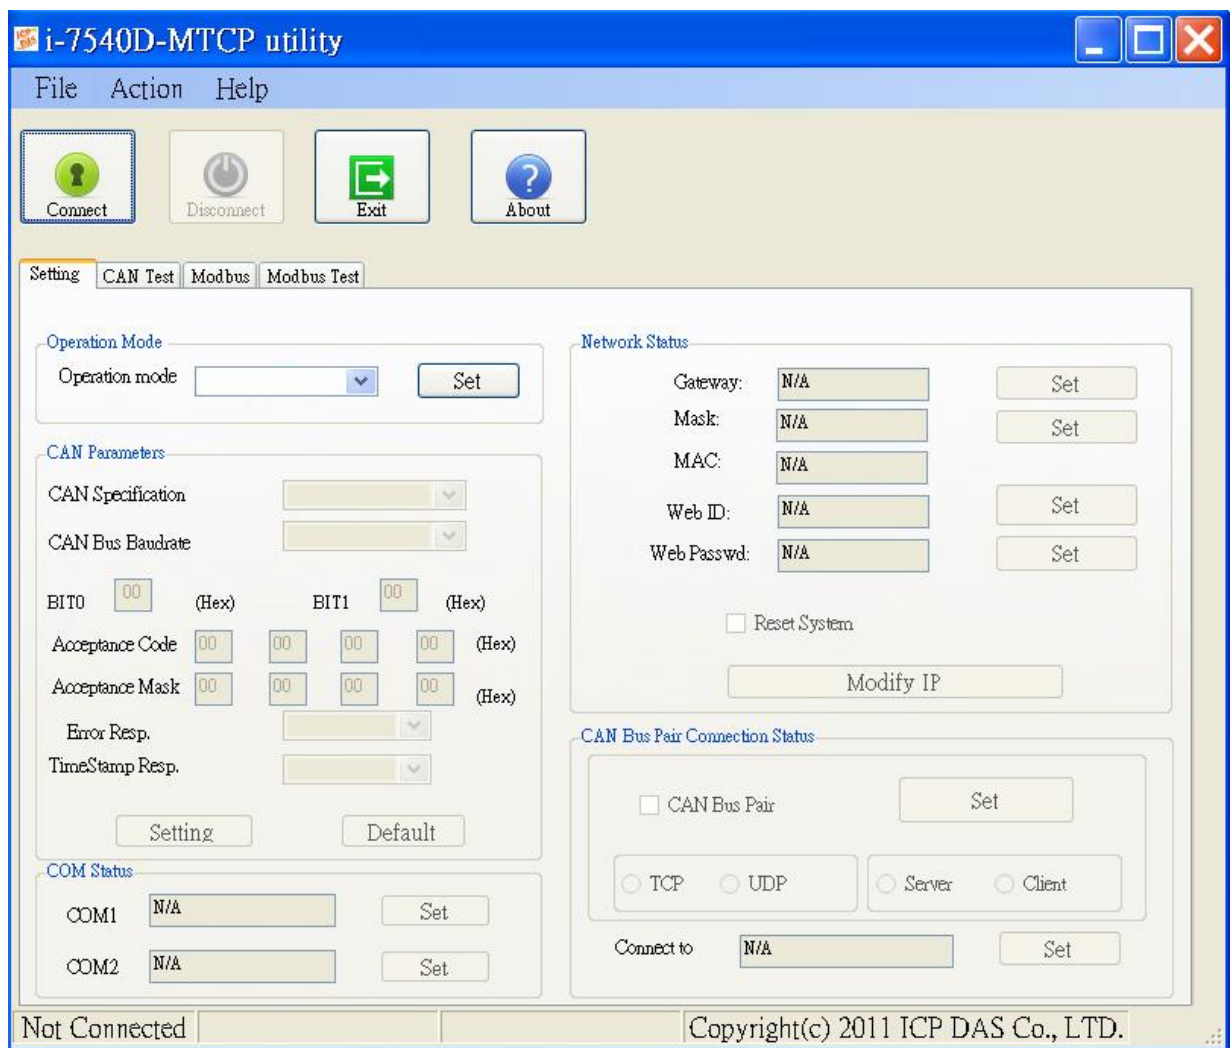 ICP DAS i-7540D-MTCP utility
File Action Help
Connect Disconnect Exit About
Setting CAN Test Modbus Modbus Test
Operation Mode
Operation mode Set
CAN Parameters
CAN Specification
CAN Bus Baudrate
BIT0 00 (Hex) BIT1 00 (Hex)
Acceptance Code 00 00 00 00 (Hex)
Acceptance Mask 00 00 00 00 (Hex)
Error Resp.
TimeStamp Resp.
Setting Default
COM Status
COM1 N/A Set
COM2 N/A Set
Network Status
Gateway: N/A Set
Mask: N/A Set
MAC: N/A
Web ID: N/A Set
Web Passwd: N/A Set
Reset System
Modify IP
CAN Bus Pair Connection Status
CAN Bus Pair Set
TCP UDP Server Client
Connect to N/A Set
Not Connected Copyright(c) 2011 ICP DAS Co., LTD.